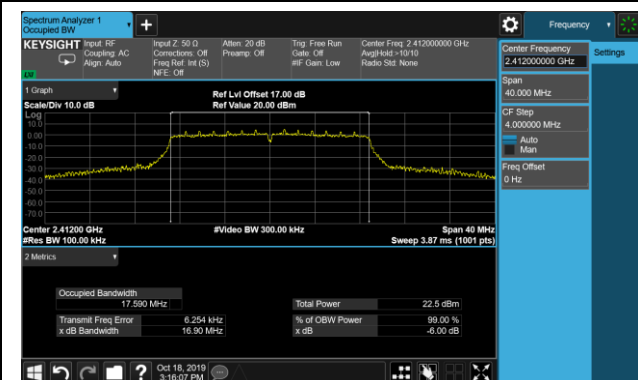 Spectrum Analyzer 1
Occupied BW
Frequency
KEYSIGHT
Input: RF
Coupling: AC
Align: Auto
Input Z: 50 Ω
Corrections: Off
Freq Ref: Int (S)
NFE: Off
Atten: 20 dB
Preamp: Off
Trig: Free Run
Gate: Off
#IF Gain: Low
Center Freq: 2.412000000 GHz
Avg|Hold:>10/10
Radio Std: None
Center Frequency
2.412000000 GHz
Settings
Span
40.000 MHz
CF Step
4.000000 MHz
Auto
Man
Freq Offset
0 Hz
1 Graph
Scale/Div 10.0 dB
Ref Lvl Offset 17.00 dB
Ref Value 20.00 dBm
Log
10.0
0.00
-10.0
-20.0
-30.0
-40.0
-50.0
-60.0
-70.0
Center 2.41200 GHz
#Res BW 100.00 kHz
#Video BW 300.00 kHz
Span 40 MHz
Sweep 3.87 ms (1001 pts)
2 Metrics
Occupied Bandwidth
17.590 MHz
Transmit Freq Error 6.254 kHz
x dB Bandwidth 16.90 MHz
Total Power 22.5 dBm
% of OBW Power 99.00 %
x dB -6.00 dB
?
Oct 18, 2019
3:16:07 PM